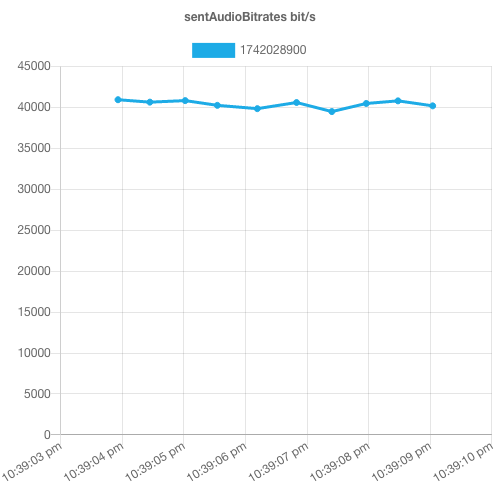 sentAudioBitrates bit/s
1742028900
45000
40000
35000
30000
25000
20000
15000
10000
5000
0
10:39:03 pm
10:39:04 pm
10:39:05 pm
10:39:06 pm
10:39:07 pm
10:39:08 pm
10:39:09 pm
10:39:10 pm